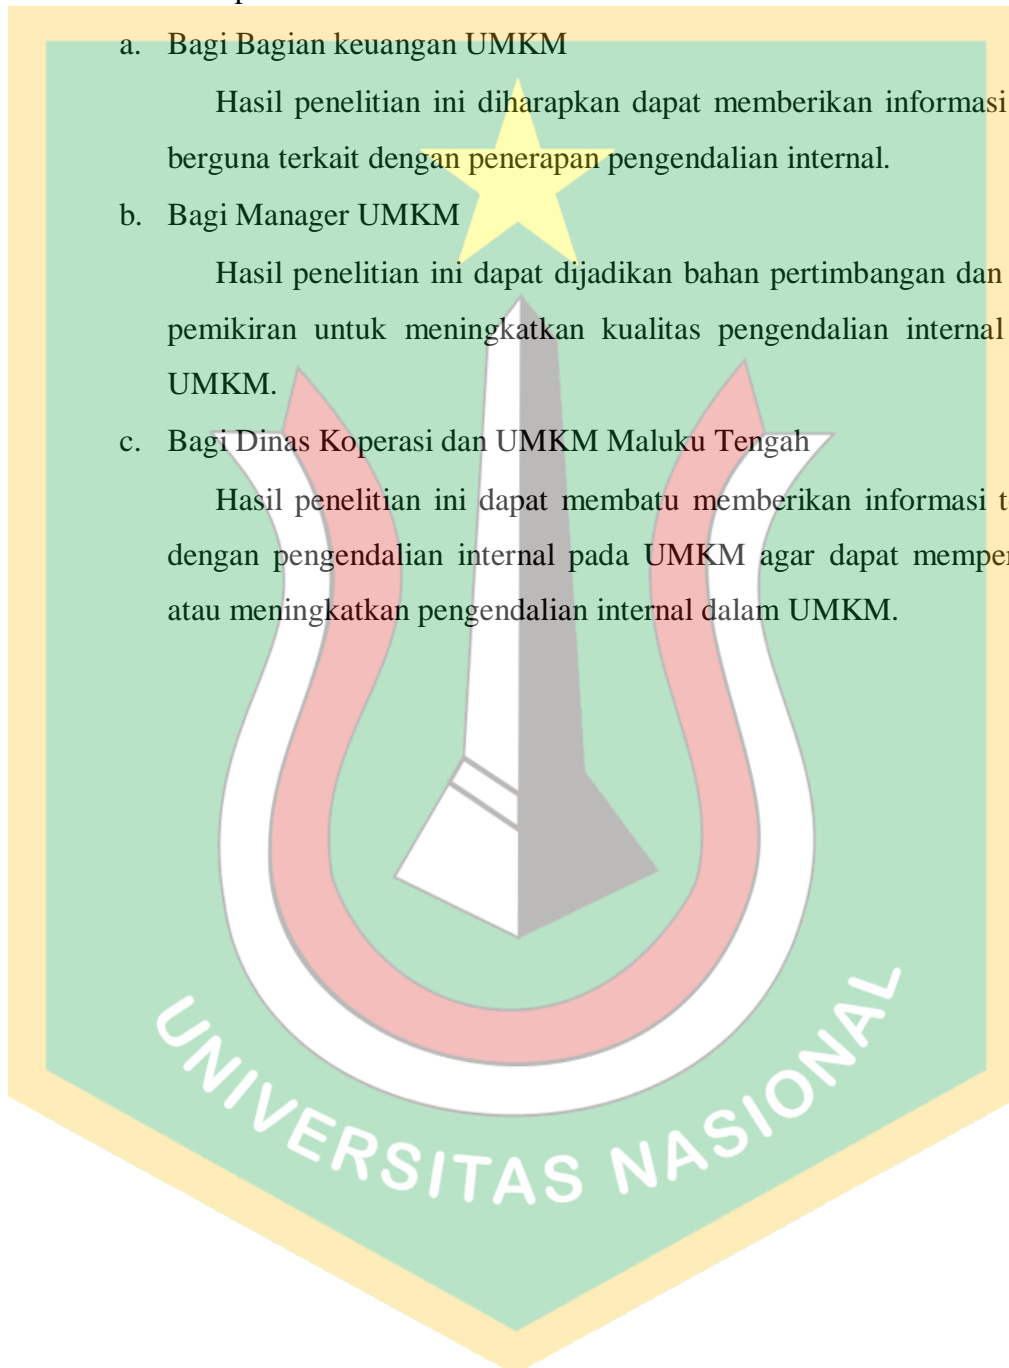 a. Bagi Bagian keuangan UMKM
Hasil penelitian ini diharapkan dapat memberikan informasi
berguna terkait dengan penerapan pengendalian internal.
b. Bagi Manager UMKM
Hasil penelitian ini dapat dijadikan bahan pertimbangan dan
pemikiran untuk meningkatkan kualitas pengendalian internal
UMKM.
c. Bagi Dinas Koperasi dan UMKM Maluku Tengah
Hasil penelitian ini dapat membatu memberikan informasi t
dengan pengendalian internal pada UMKM agar dapat memper
atau meningkatkan pengendalian internal dalam UMKM.
UNIVERSITAS NASIONAL